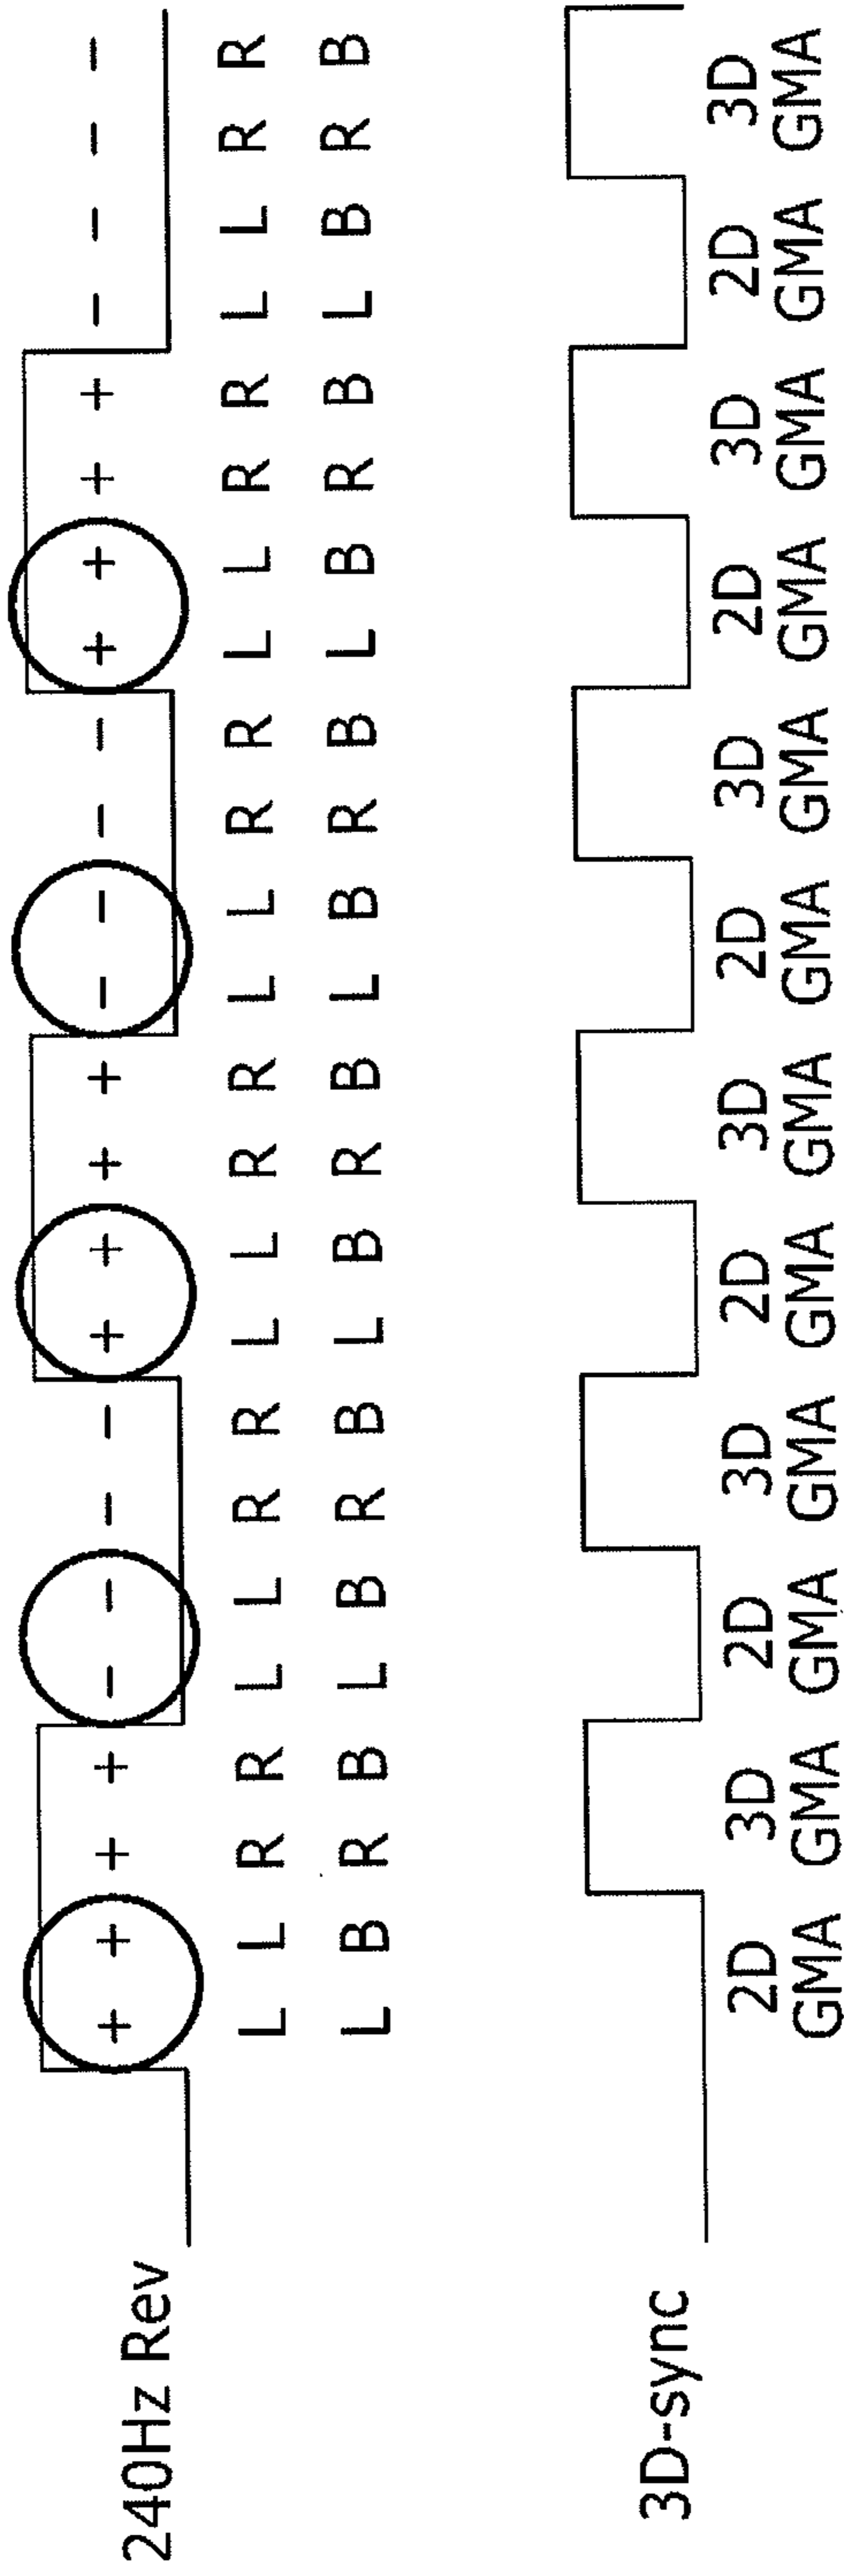 240Hz Rev + + + + − − − − + + + + − − − − + + + + − − − −
L L R R L L R R L L R R L L R R L L R R L L R R
L B R B L B R B L B R B L B R B L B R B L B R B
3D-sync
2D 3D 2D 3D 2D 3D 2D 3D 2D 3D 2D 3D
GMA GMA GMA GMA GMA GMA GMA GMA GMA GMA GMA GMA